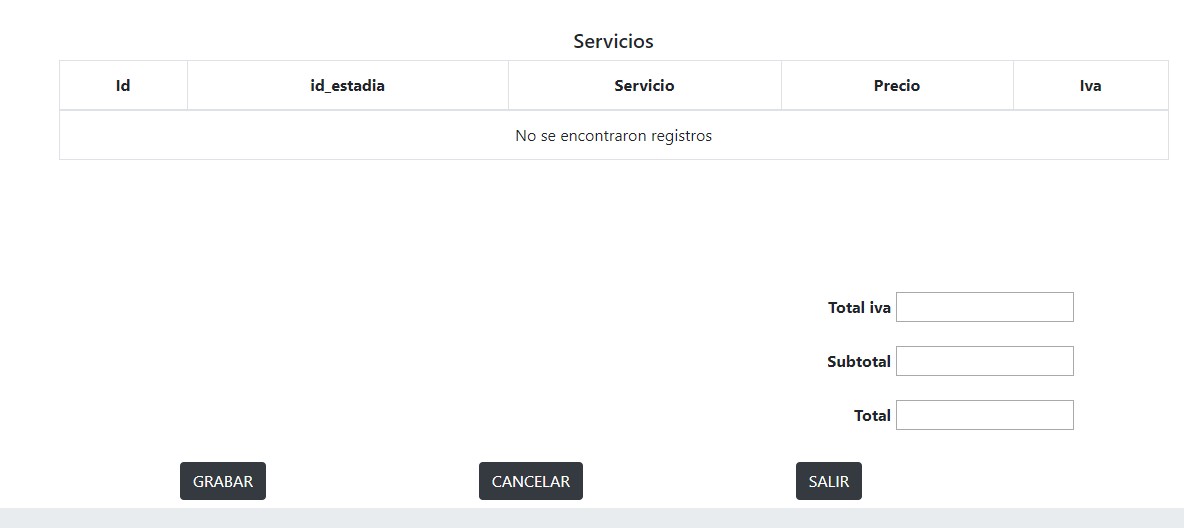 Servicios
Id id_estadia Servicio Precio Iva
No se encontraron registros
Total iva
Subtotal
Total
GRABAR CANCELAR SALIR